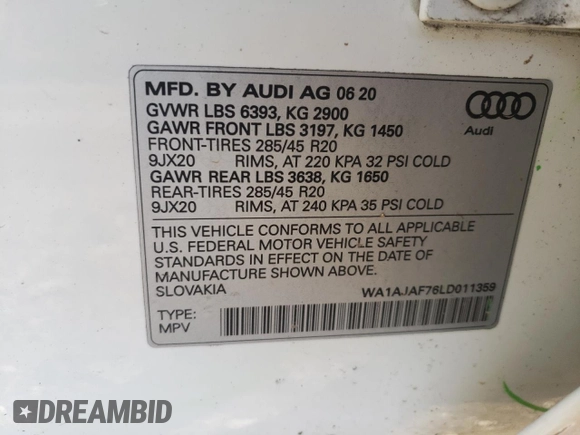 MFD. BY AUDI AG 06 20
GVWR LBS 6393, KG 2900
GAWR FRONT LBS 3197, KG 1450
FRONT-TIRES 285/45 R20
9JX20 RIMS, AT 220 KPA 32 PSI COLD
GAWR REAR LBS 3638, KG 1650
REAR-TIRES 285/45 R20
9JX20 RIMS, AT 240 KPA 35 PSI COLD
Audi
THIS VEHICLE CONFORMS TO ALL APPLICABLE
U.S. FEDERAL MOTOR VEHICLE SAFETY
STANDARDS IN EFFECT ON THE DATE OF
MANUFACTURE SHOWN ABOVE.
SLOVAKIA WA1AJAF76LD011359
TYPE:
MPV
DREAMBID